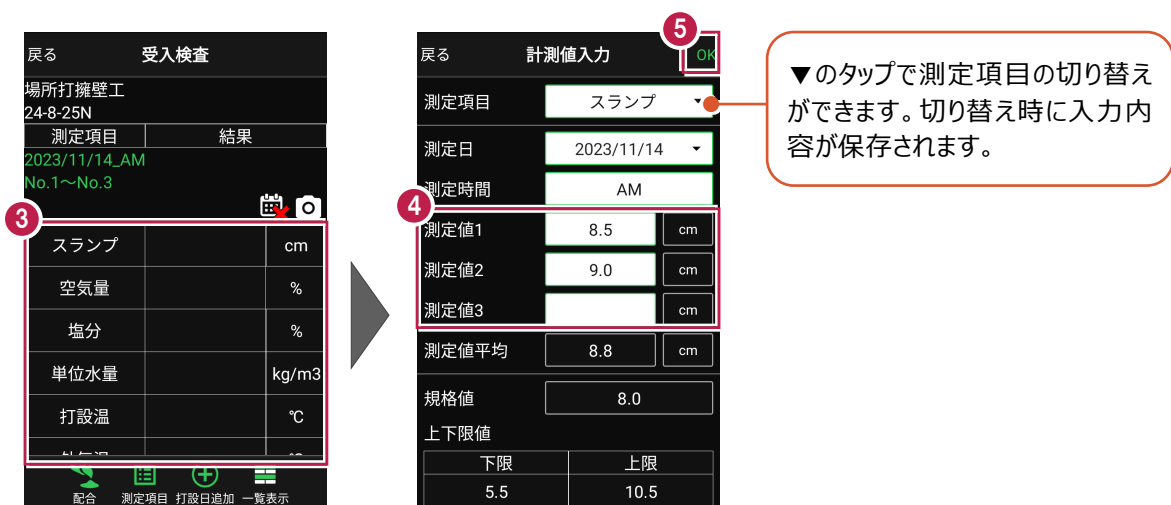 戻る 受入検査
場所打擁壁工
24-8-25N
測定項目 結果
2023/11/14_AM
No.1～No.3
3
スランプ cm
空気量 %
塩分 %
単位水量 kg/m3
打設温 ℃
配合 測定項目 打設日追加 一覧表示
5
戻る 計測値入力 OK
測定項目 スランプ
測定日 2023/11/14
測定時間 AM
4
測定値1 8.5 cm
測定値2 9.0 cm
測定値3 cm
測定値平均 8.8 cm
規格値 8.0
上下限値
下限 上限
5.5 10.5
▼のタップで測定項目の切り替え
ができます。切り替え時に入力内
容が保存されます。